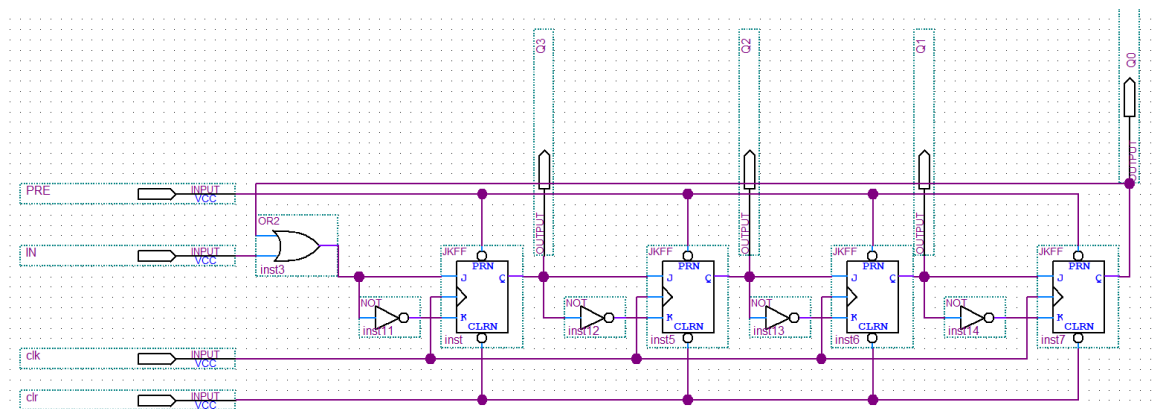 Q3
Q2
Q1
Q0
OUTPUT
OUTPUT
OUTPUT
OUTPUT
PRE
INPUT
VCC
OR2
inst3
IN
INPUT
VCC
JKFF
PRN
J
Q
K
CLRN
inst
JKFF
PRN
J
Q
K
CLRN
inst5
JKFF
PRN
J
Q
K
CLRN
inst6
JKFF
PRN
J
Q
K
CLRN
inst7
NOT
inst11
NOT
inst12
NOT
inst13
NOT
inst14
clk
INPUT
VCC
clr
INPUT
VCC